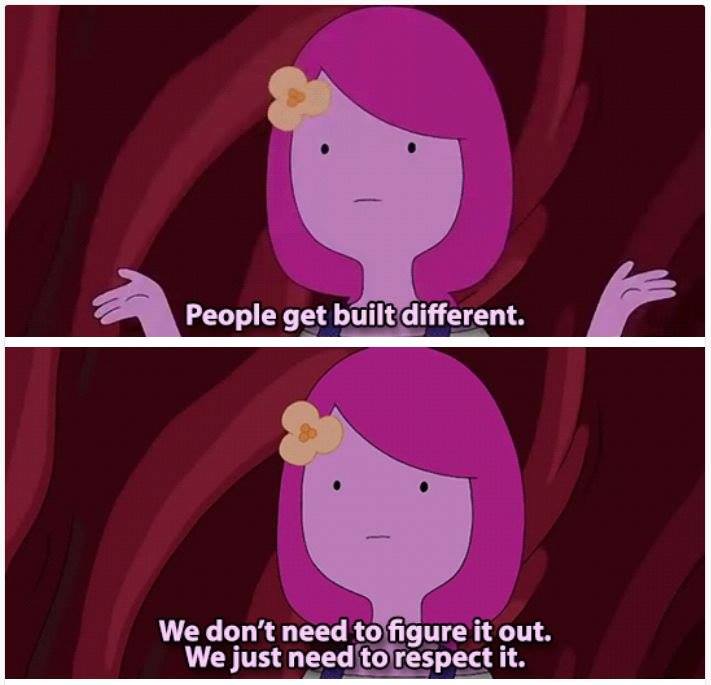 People get built different.
We don't need to figure it out.
We just need to respect it.